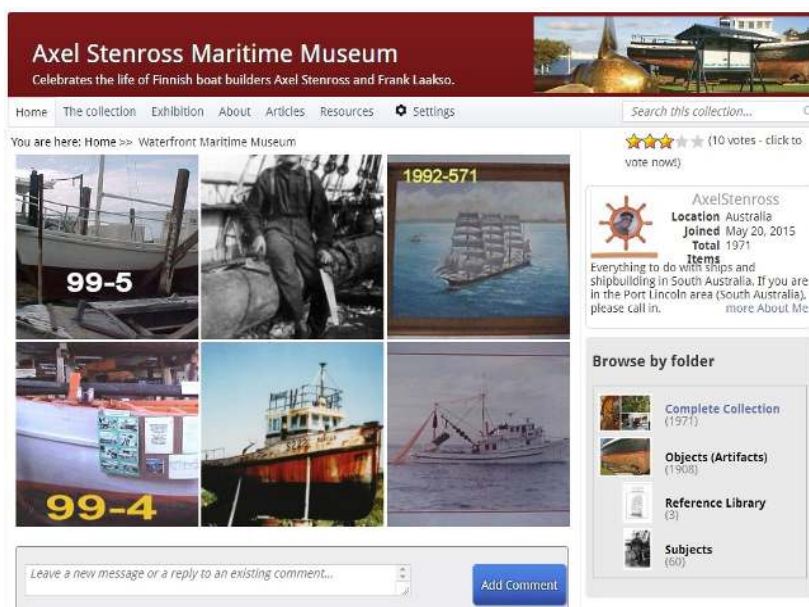 Axel Stenross Maritime Museum
Celebrates the life of Finnish boat builders Axel Stenross and Frank Laakso.
Home The collection Exhibition About Articles Resources Settings
Search this collection...
You are here: Home >> Waterfront Maritime Museum
(10 votes - click to
vote now!)
99-5
1992-571
99-4
AxelStenross
Location Australia
Joined May 20, 2015
Total 1971
Items
Everything to do with ships and
shipbuilding in South Australia. If you are
in the Port Lincoln area (South Australia),
please call in. more About Me
Browse by folder
Complete Collection
(1971)
Objects (Artifacts)
(1908)
Reference Library
(3)
Subjects
(60)
Leave a new message or a reply to an existing comment...
Add Comment